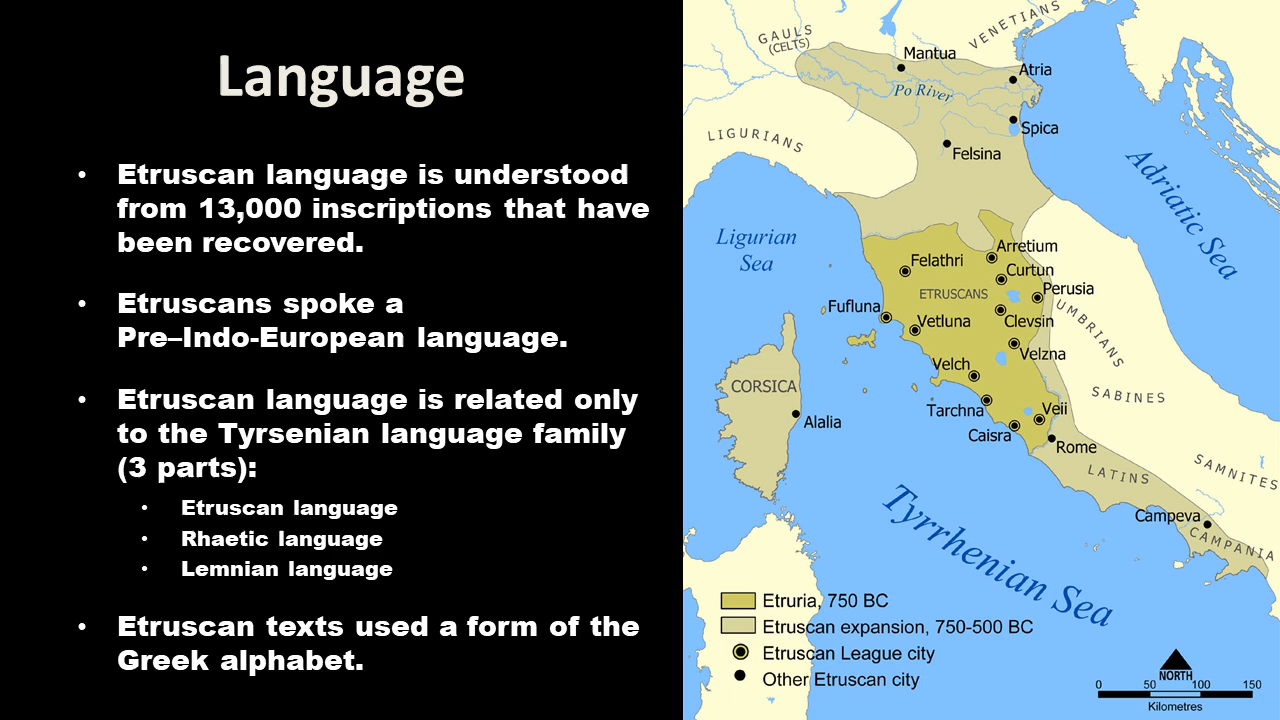 Language
• Etruscan language is understood
from 13,000 inscriptions that have
been recovered.
• Etruscans spoke a
Pre–Indo-European language.
• Etruscan language is related only
to the Tyrsenian language family
(3 parts):
• Etruscan language
• Rhaetic language
• Lemnian language
• Etruscan texts used a form of the
Greek alphabet.
GAULS
(CELTS)
VENETIANS
Mantua
Atria
Po River
Spica
LIGURIANS
Felsina
Adriatic Sea
Ligurian
Sea
Arretium
Felathri
Curtun
ETRUSCANS
Perusia
Fufluna
Vetluna
Clevsin
UMBRIANS
Velzna
Velch
CORSICA
SABINES
Tarchna
Veii
Alalia
Caisra
Rome
LATINS
SAMNITES
Tyrrhenian Sea
Campeva
CAMPANIA
Etruria, 750 BC
Etruscan expansion, 750-500 BC
Etruscan League city
Other Etruscan city
NORTH
0 50 100 150
Kilometres